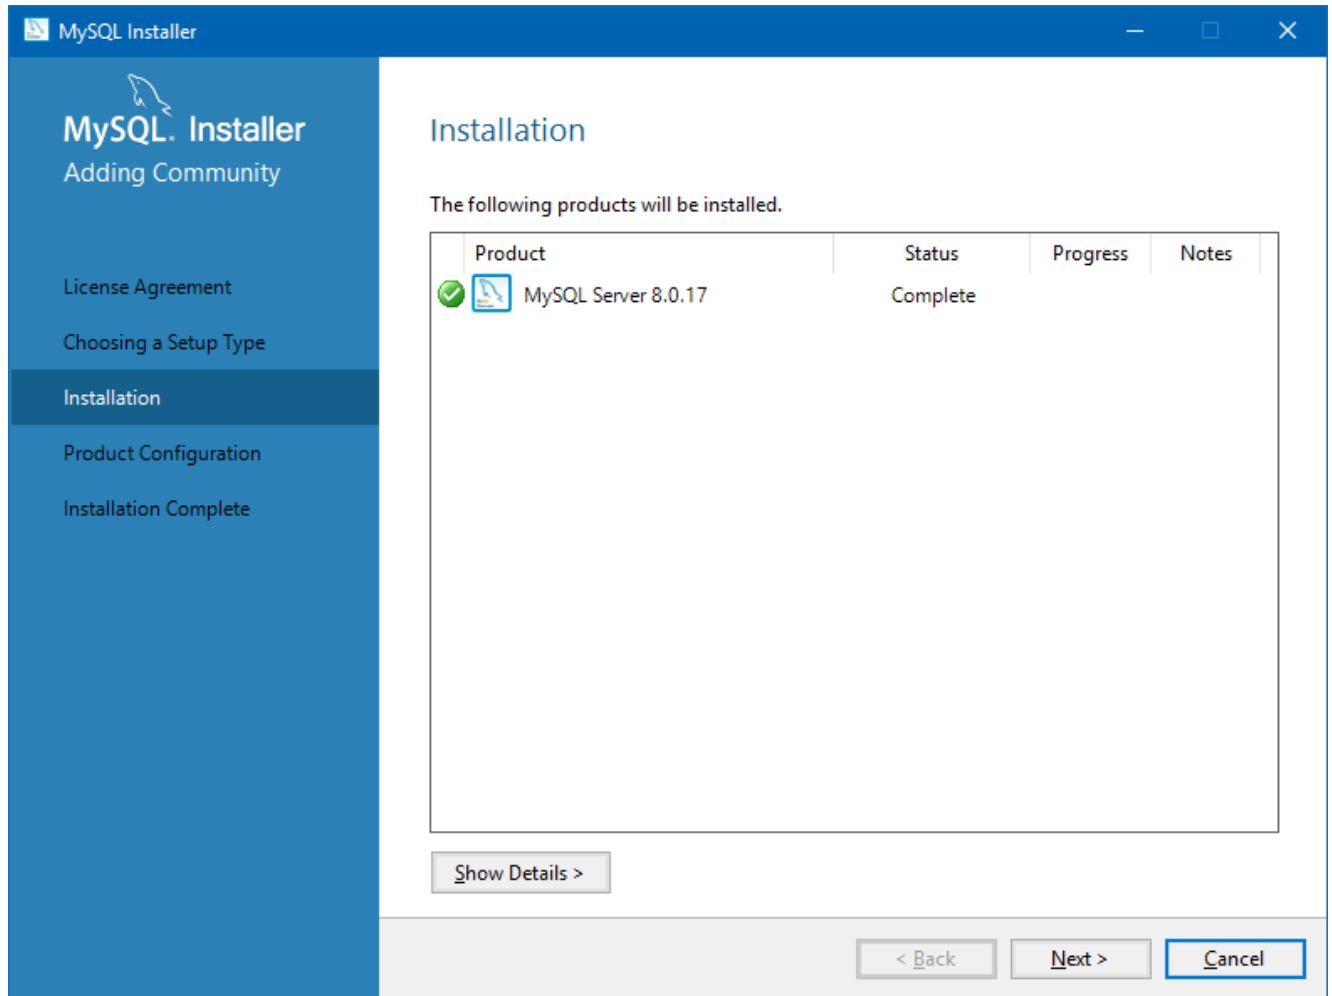 MySQL Installer
MySQL. Installer
Adding Community
License Agreement
Choosing a Setup Type
Installation
Product Configuration
Installation Complete
Installation
The following products will be installed.
Product Status Progress Notes
MySQL Server 8.0.17 Complete
Show Details >
< Back Next > Cancel